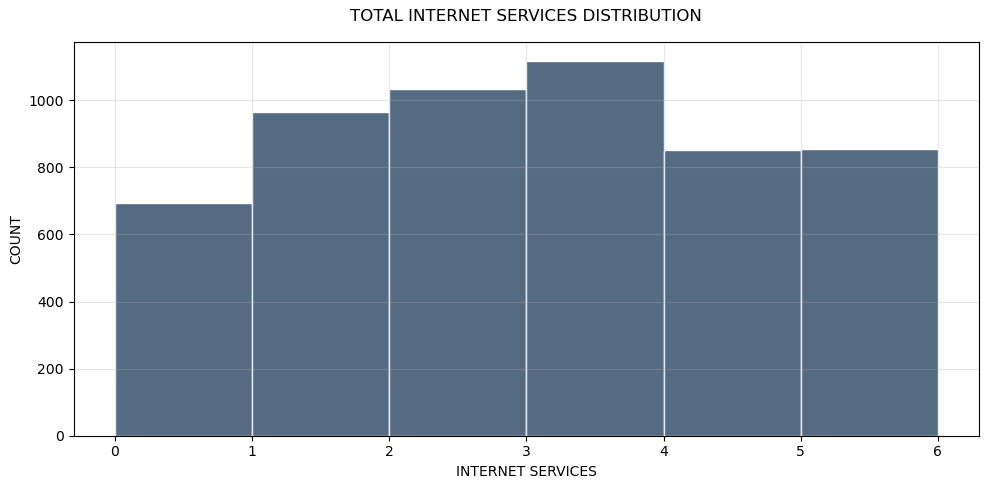 TOTAL INTERNET SERVICES DISTRIBUTION
1000
800
600
400
200
0
COUNT
0 1 2 3 4 5 6
INTERNET SERVICES